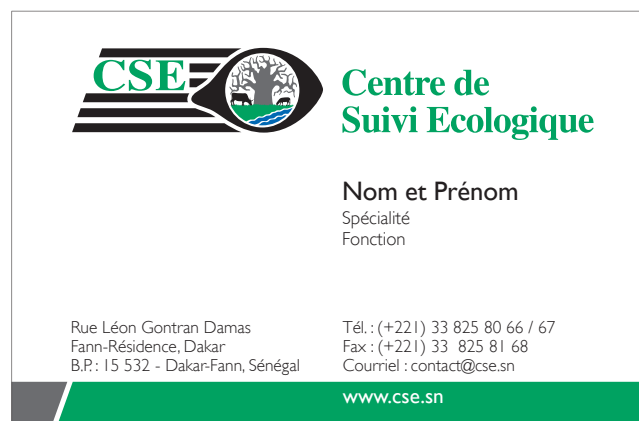 CSE
Centre de
Suivi Ecologique
Nom et Prénom
Spécialité
Fonction
Rue Léon Gontran Damas
Fann-Résidence, Dakar
B.P.: 15 532 - Dakar-Fann, Sénégal
Tél. : (+221) 33 825 80 66 / 67
Fax : (+221) 33 825 81 68
Courriel : contact@cse.sn
www.cse.sn